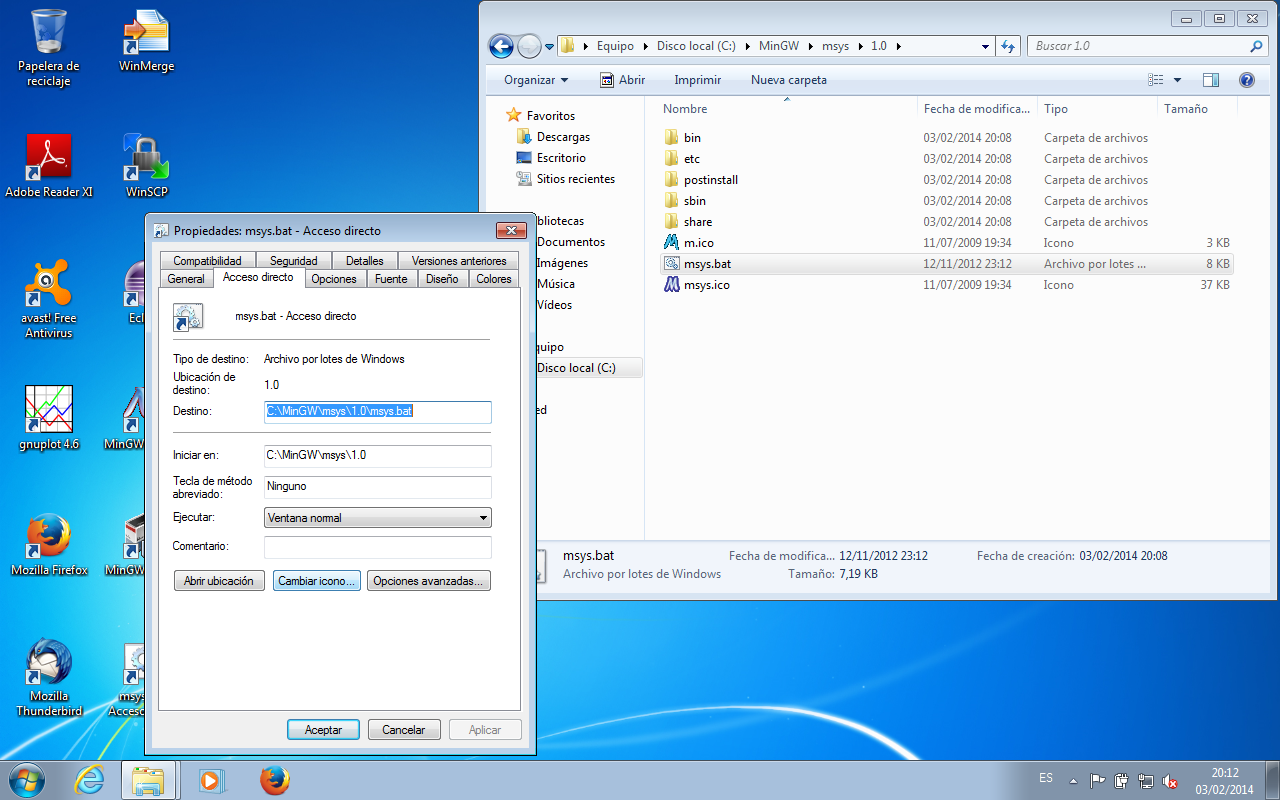 Papelera de
reciclaje
WinMerge
Adobe Reader XI
WinSCP
avast! Free
Antivirus
Ecl
gnuplot 4.6
MinGW
Mozilla Firefox
MinGW
Mozilla
Thunderbird
msys
Acceso
Equipo
Disco local (C:)
MinGW
msys
1.0
Buscar 1.0
Organizar
Abrir
Imprimir
Nueva carpeta
Favoritos
Descargas
Escritorio
Sitios recientes
bliotecas
Documentos
Imágenes
Música
Vídeos
quipo
Disco local (C:)
ed
Nombre Fecha de modifica... Tipo Tamaño
bin 03/02/2014 20:08 Carpeta de archivos
etc 03/02/2014 20:08 Carpeta de archivos
postinstall 03/02/2014 20:08 Carpeta de archivos
sbin 03/02/2014 20:08 Carpeta de archivos
share 03/02/2014 20:08 Carpeta de archivos
m.ico 11/07/2009 19:34 Icono 3 KB
msys.bat 12/11/2012 23:12 Archivo por lotes ... 8 KB
msys.ico 11/07/2009 19:34 Icono 37 KB
msys.bat Fecha de modifica... 12/11/2012 23:12 Fecha de creación: 03/02/2014 20:08
Archivo por lotes de Windows Tamaño: 7,19 KB
Propiedades: msys.bat - Acceso directo
Compatibilidad Seguridad Detalles Versiones anteriores
General Acceso directo Opciones Fuente Diseño Colores
msys.bat - Acceso directo
Tipo de destino: Archivo por lotes de Windows
Ubicación de
destino: 1.0
Destino: C:\MinGW\msys\1.0\msys.bat
Iniciar en: C:\MinGW\msys\1.0
Tecla de método
abreviado: Ninguno
Ejecutar: Ventana normal
Comentario:
Abrir ubicación Cambiar icono... Opciones avanzadas...
Aceptar Cancelar Aplicar
ES
20:12
03/02/2014